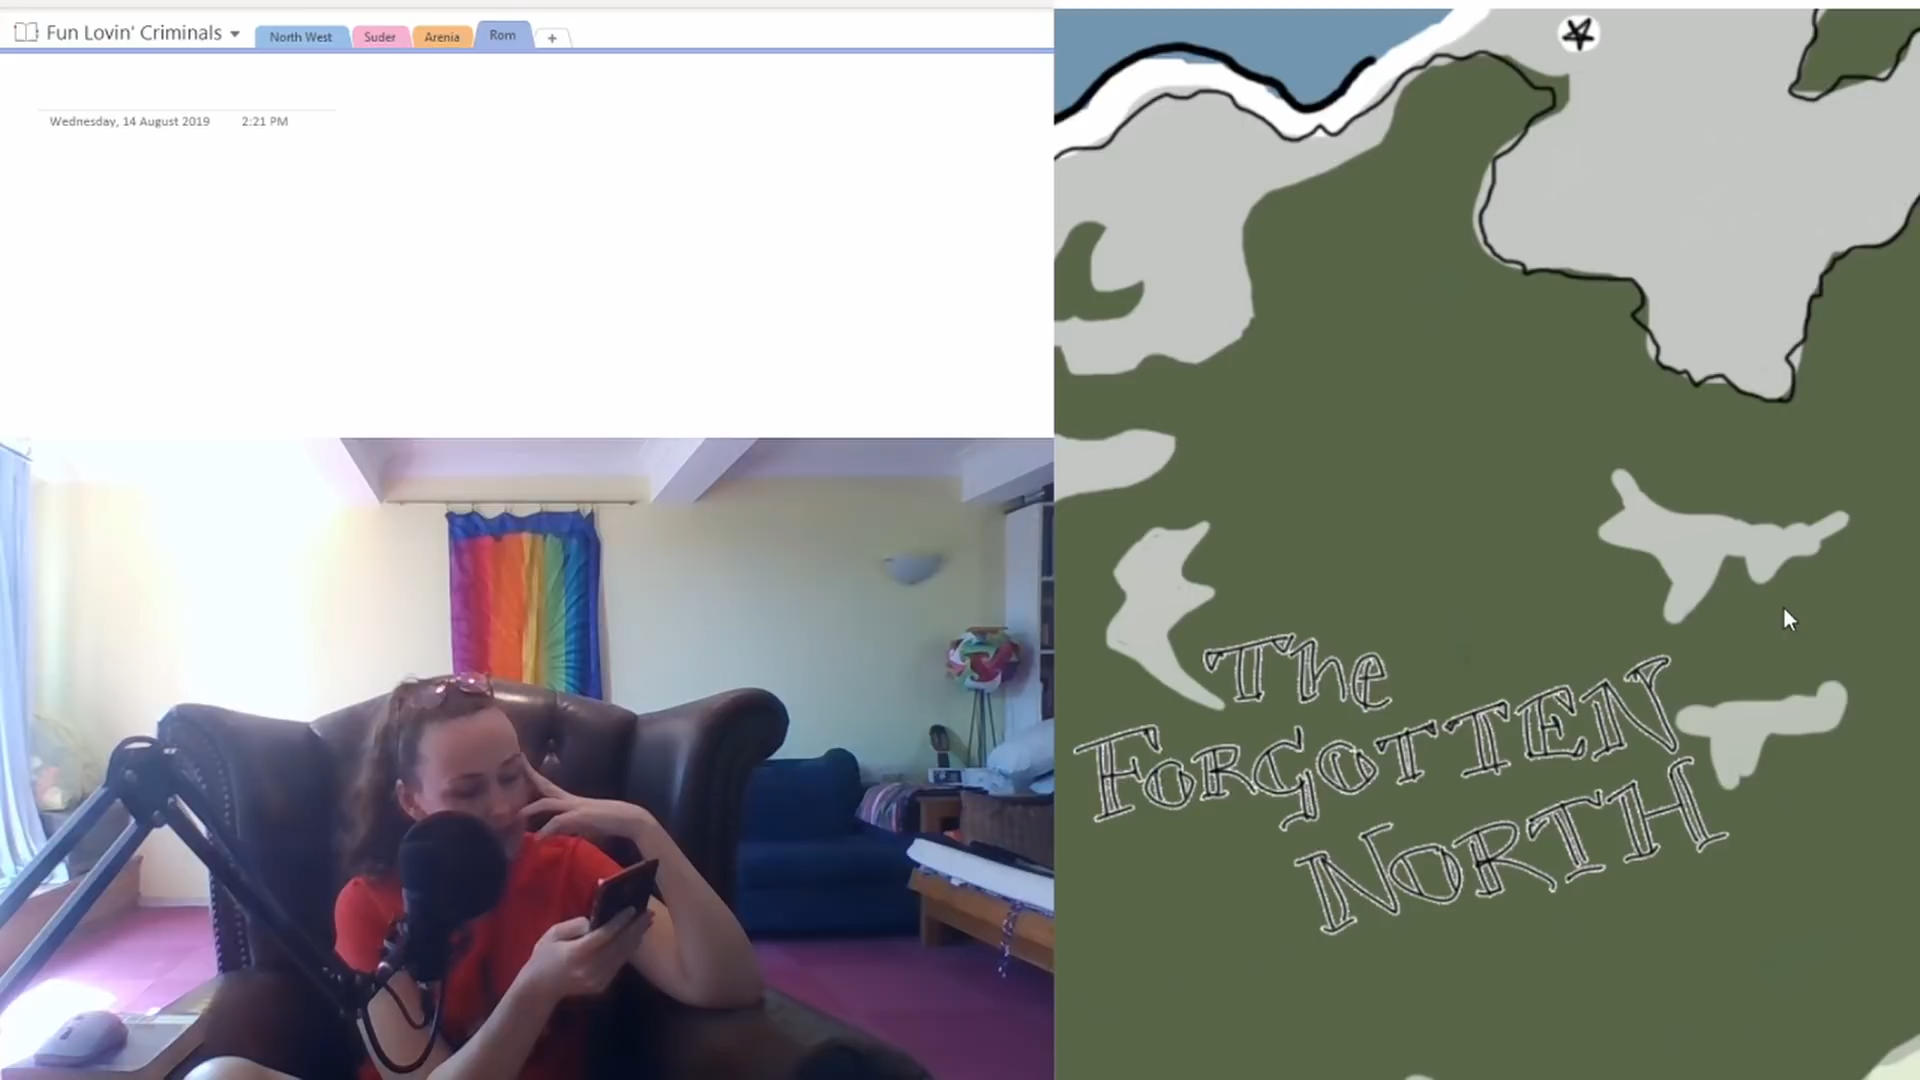 Fun Lovin' Criminals
North West
Suder
Arenia
Rom
Wednesday, 14 August 2019 2:21 PM
The
FORGOTTEN
NORTH